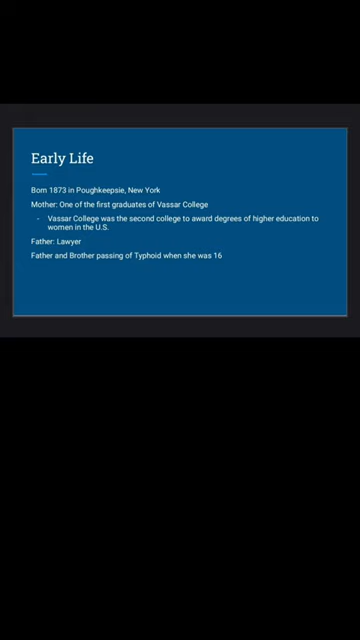 Early Life
Born 1873 in Poughkeepsie, New York
Mother: One of the first graduates of Vassar College
- Vassar College was the second college to award degrees of higher education to
women in the U.S.
Father: Lawyer
Father and Brother passing of Typhoid when she was 16